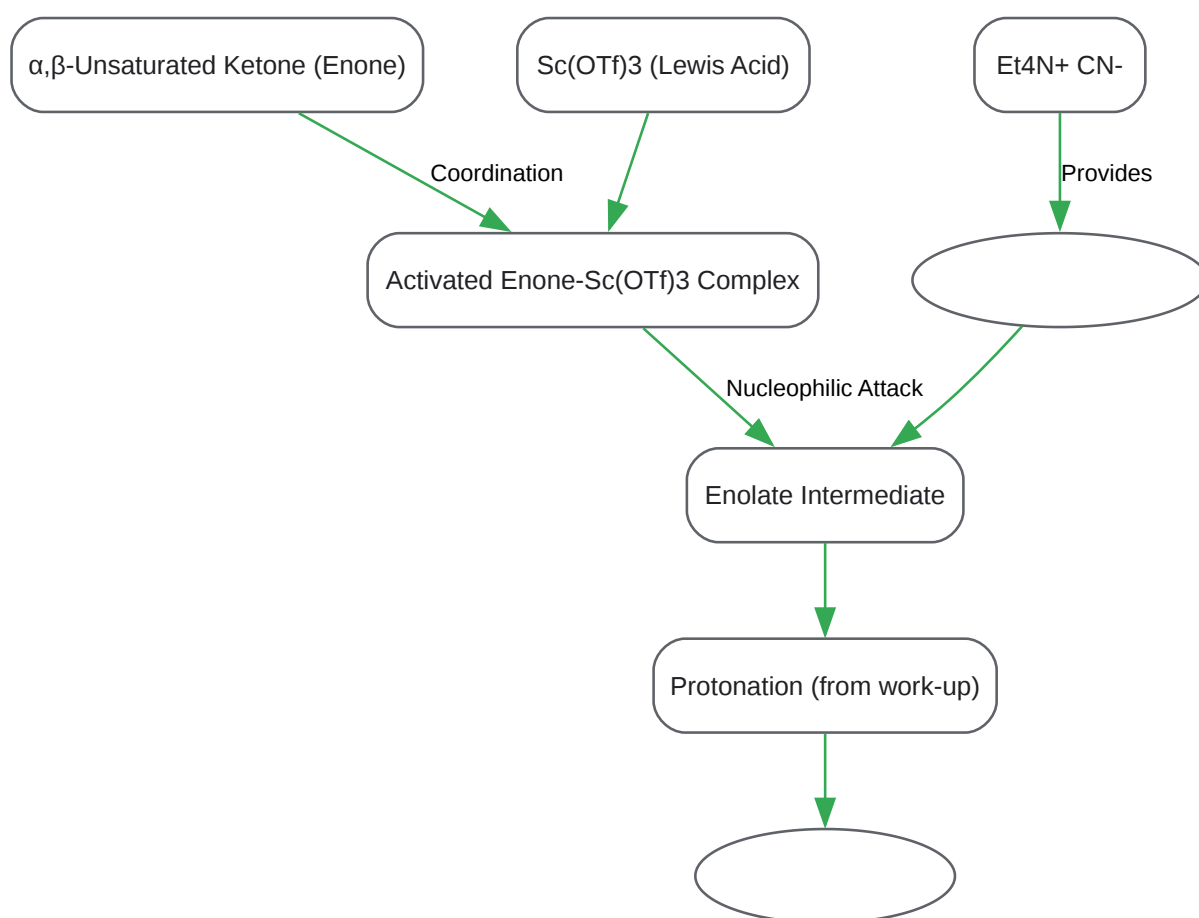 α,β-Unsaturated Ketone (Enone)
Sc(OTf)3 (Lewis Acid)
Et4N+ CN-
Coordination
Provides
Activated Enone-Sc(OTf)3 Complex
Nucleophilic Attack
Enolate Intermediate
Protonation (from work-up)